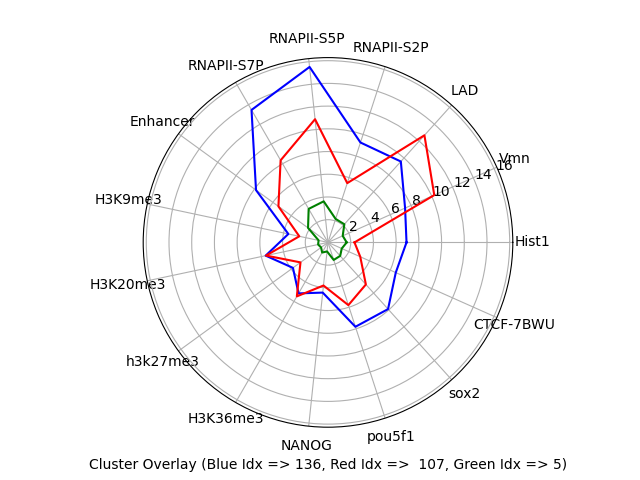 RNAPII-S5P
RNAPII-S2P
RNAPII-S7P
LAD
Enhancer
Vmn
16
14
12
10
8
6
4
2
H3K9me3
Hist1
H3K20me3
CTCF-7BWU
h3k27me3
sox2
H3K36me3
pou5f1
NANOG
Cluster Overlay (Blue Idx => 136, Red Idx =>  107, Green Idx => 5)